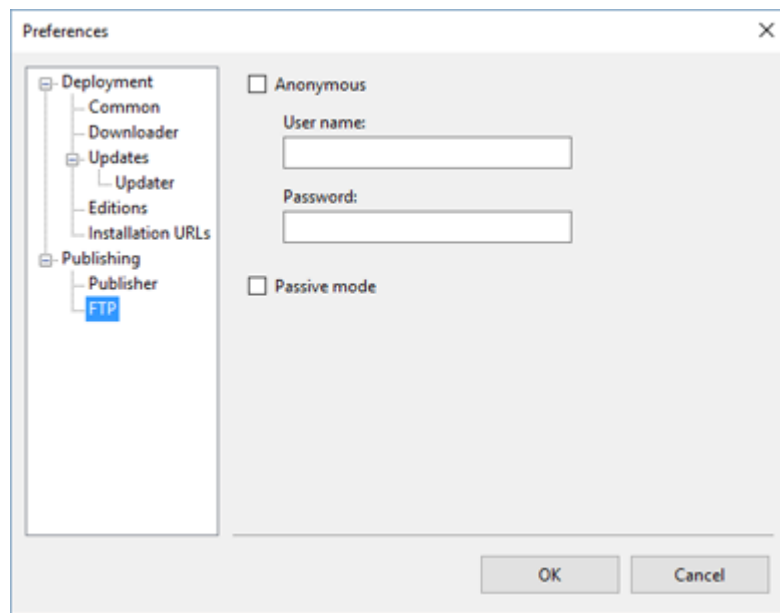 Preferences
Deployment
Common
Downloader
Updates
Updater
Editions
Installation URLs
Publishing
Publisher
FTP
Anonymous
User name:
Password:
Passive mode
OK
Cancel